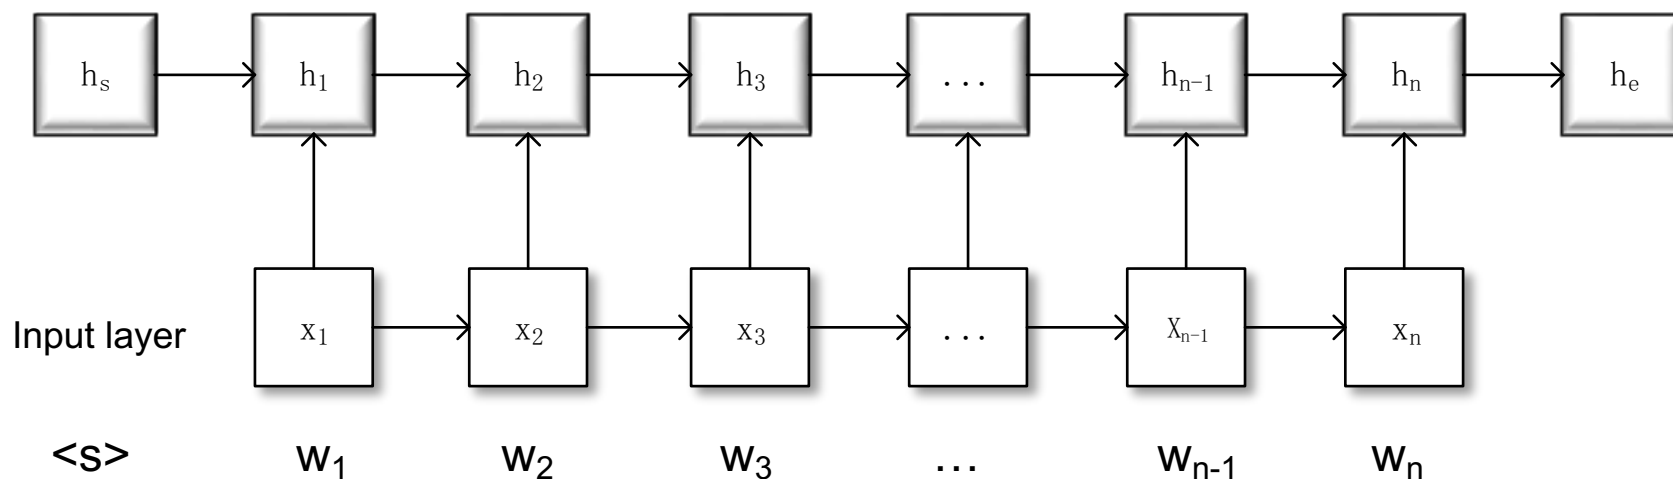 hₛ h₁ h₂ h₃ ... hₙ₋₁ hₙ hₑ
Input layer x₁ x₂ x₃ ... Xₙ₋₁ xₙ
<s> w₁ w₂ w₃ ... wₙ₋₁ wₙ